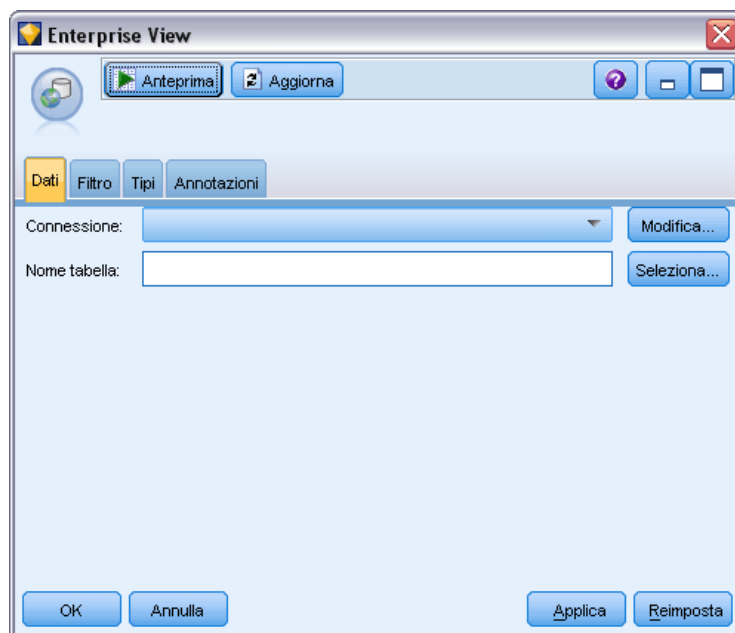 Enterprise View
Anteprima Aggiorna ?
Dati Filtro Tipi Annotazioni
Connessione: Modifica...
Nome tabella: Seleziona...
OK Annulla Applica Reimposta